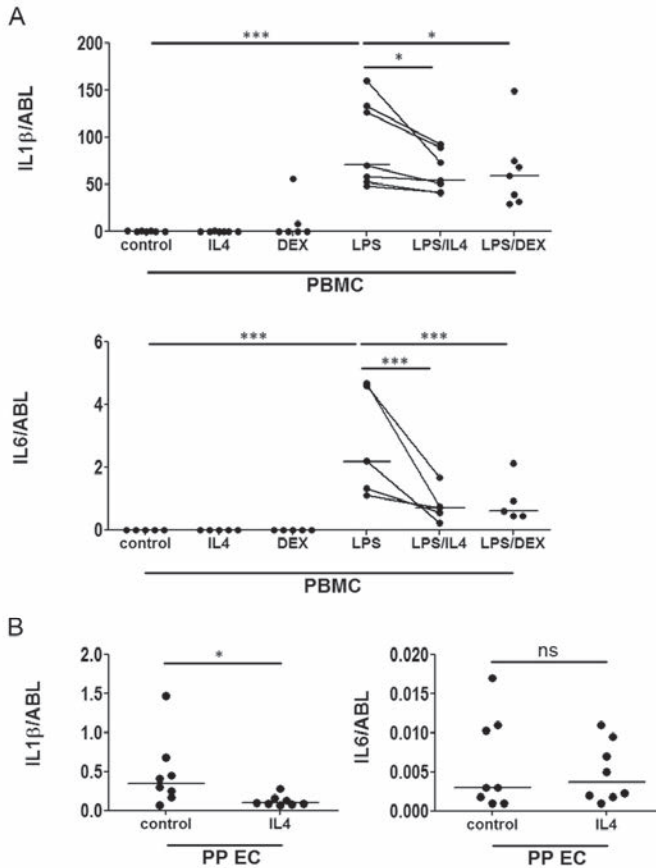 A
IL1β/ABL
200
150
100
50
0
***
*
*
control IL4 DEX LPS LPS/IL4 LPS/DEX
PBMC
IL6/ABL
6
4
2
0
***
***
***
control IL4 DEX LPS LPS/IL4 LPS/DEX
PBMC
B
IL1β/ABL
2.0
1.5
1.0
0.5
0.0
*
control IL4
PP EC
IL6/ABL
0.020
0.015
0.010
0.005
0.000
ns
control IL4
PP EC